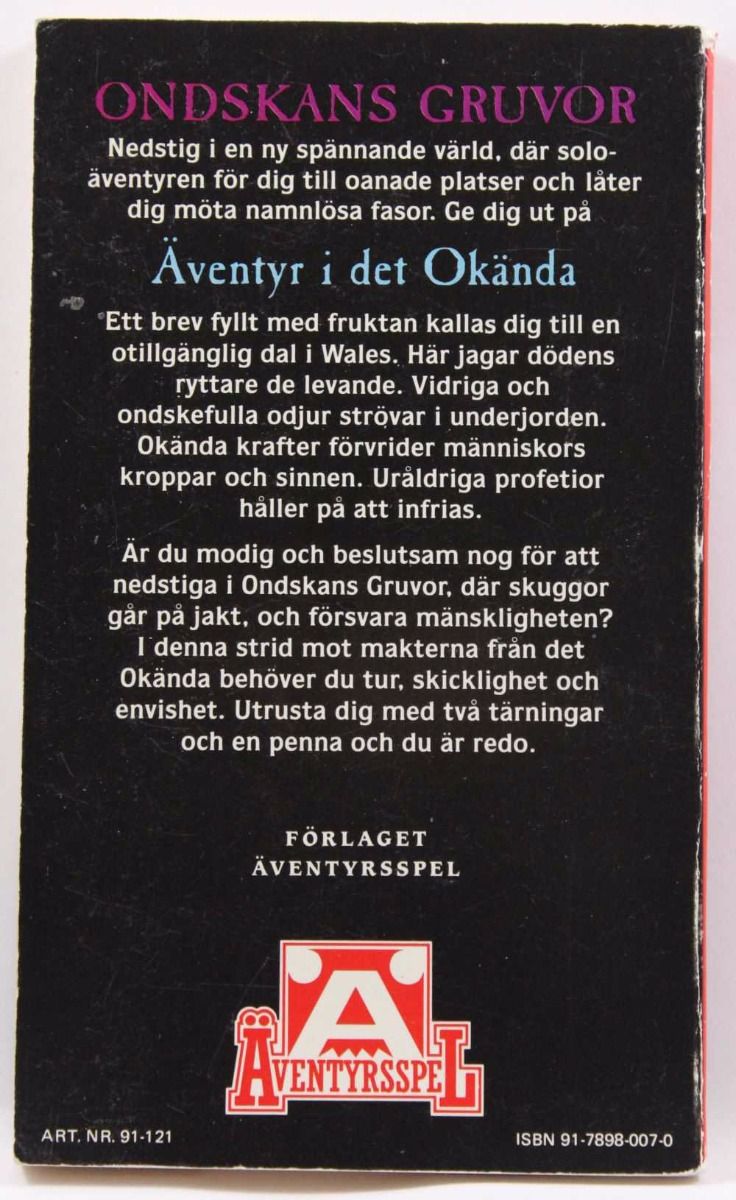 ONDSKANS GRUVOR
Nedstig i en ny spännande värld, där solo-
äventyren för dig till oanade platser och låter
dig möta namnlösa fasor. Ge dig ut på
Äventyr i det Okända
Ett brev fyllt med fruktan kallas dig till en
otillgänglig dal i Wales. Här jagar dödens
ryttare de levande. Vidriga och
ondskefulla odjur strövar i underjorden.
Okända krafter förvrider människors
kroppar och sinnen. Uråldriga profetior
håller på att infrias.
Är du modig och beslutsam nog för att
nedstiga i Ondskans Gruvor, där skuggor
går på jakt, och försvara mänskligheten?
I denna strid mot makterna från det
Okända behöver du tur, skicklighet och
envishet. Utrusta dig med två tärningar
och en penna och du är redo.
FÖRLAGET
ÄVENTYRSSPEL
Ä
ÄVENTYRSSPEL
ART. NR. 91-121
ISBN 91-7898-007-0